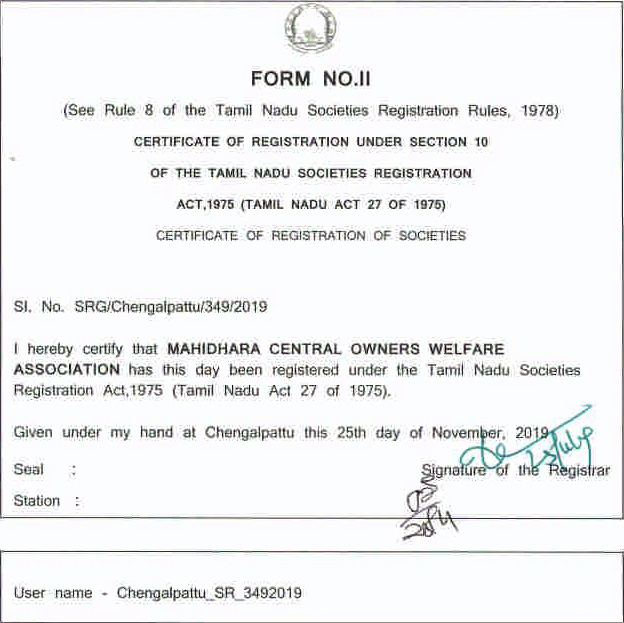 FORM NO.II
(See Rule 8 of the Tamil Nadu Societies Registration Rules, 1978)
CERTIFICATE OF REGISTRATION UNDER SECTION 10
OF THE TAMIL NADU SOCIETIES REGISTRATION
ACT,1975 (TAMIL NADU ACT 27 OF 1975)
CERTIFICATE OF REGISTRATION OF SOCIETIES
Sl. No. SRG/Chengalpattu/349/2019
I hereby certify that MAHIDHARA CENTRAL OWNERS WELFARE
ASSOCIATION has this day been registered under the Tamil Nadu Societies
Registration Act,1975 (Tamil Nadu Act 27 of 1975).
Given under my hand at Chengalpattu this 25th day of November, 2019
Seal :
Signature of the Registrar
Station :
User name - Chengalpattu_SR_3492019